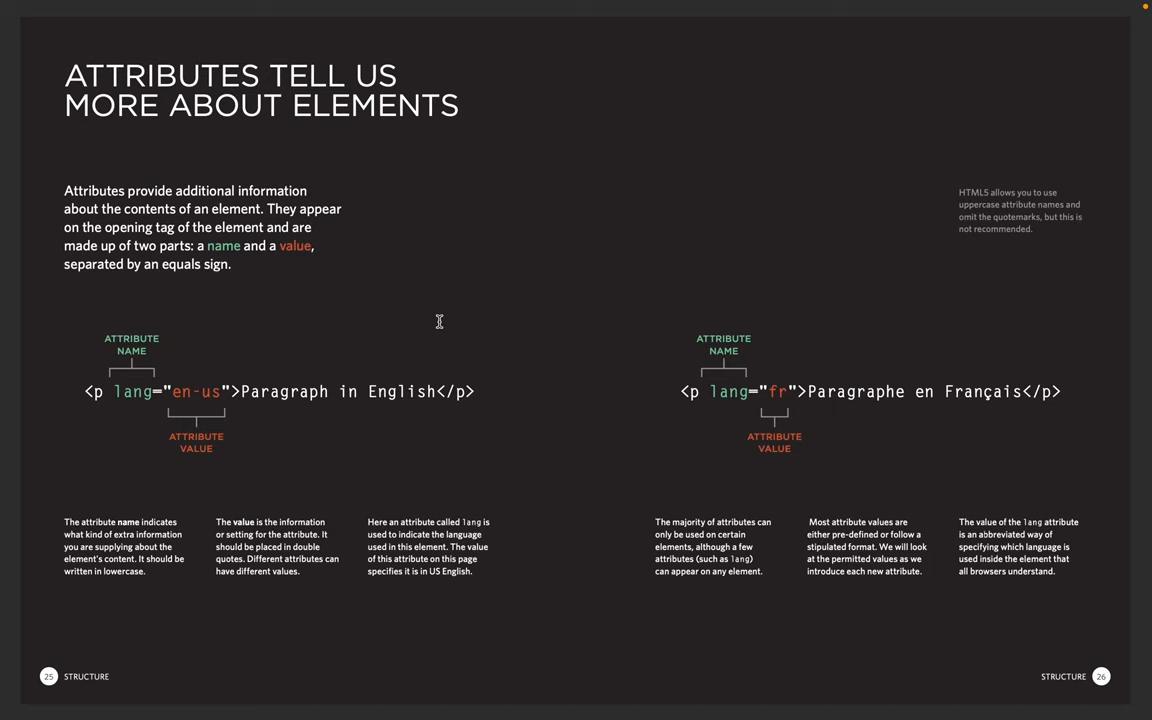 ATTRIBUTES TELL US
MORE ABOUT ELEMENTS
Attributes provide additional information
about the contents of an element. They appear
on the opening tag of the element and are
made up of two parts: a name and a value,
separated by an equals sign.
HTML5 allows you to use
uppercase attribute names and
omit the quotemarks, but this is
not recommended.
ATTRIBUTE
NAME
<p lang="en-us">Paragraph in English</p>
ATTRIBUTE
VALUE
ATTRIBUTE
NAME
<p lang="fr">Paragraphe en Français</p>
ATTRIBUTE
VALUE
The attribute name indicates
what kind of extra information
you are supplying about the
element's content. It should be
written in lowercase.
The value is the information
or setting for the attribute. It
should be placed in double
quotes. Different attributes can
have different values.
Here an attribute called lang is
used to indicate the language
used in this element. The value
of this attribute on this page
specifies it is in US English.
The majority of attributes can
only be used on certain
elements, although a few
attributes (such as lang)
can appear on any element.
Most attribute values are
either pre-defined or follow a
stipulated format. We will look
at the permitted values as we
introduce each new attribute.
The value of the lang attribute
is an abbreviated way of
specifying which language is
used inside the element that
all browsers understand.
25 STRUCTURE
STRUCTURE 26